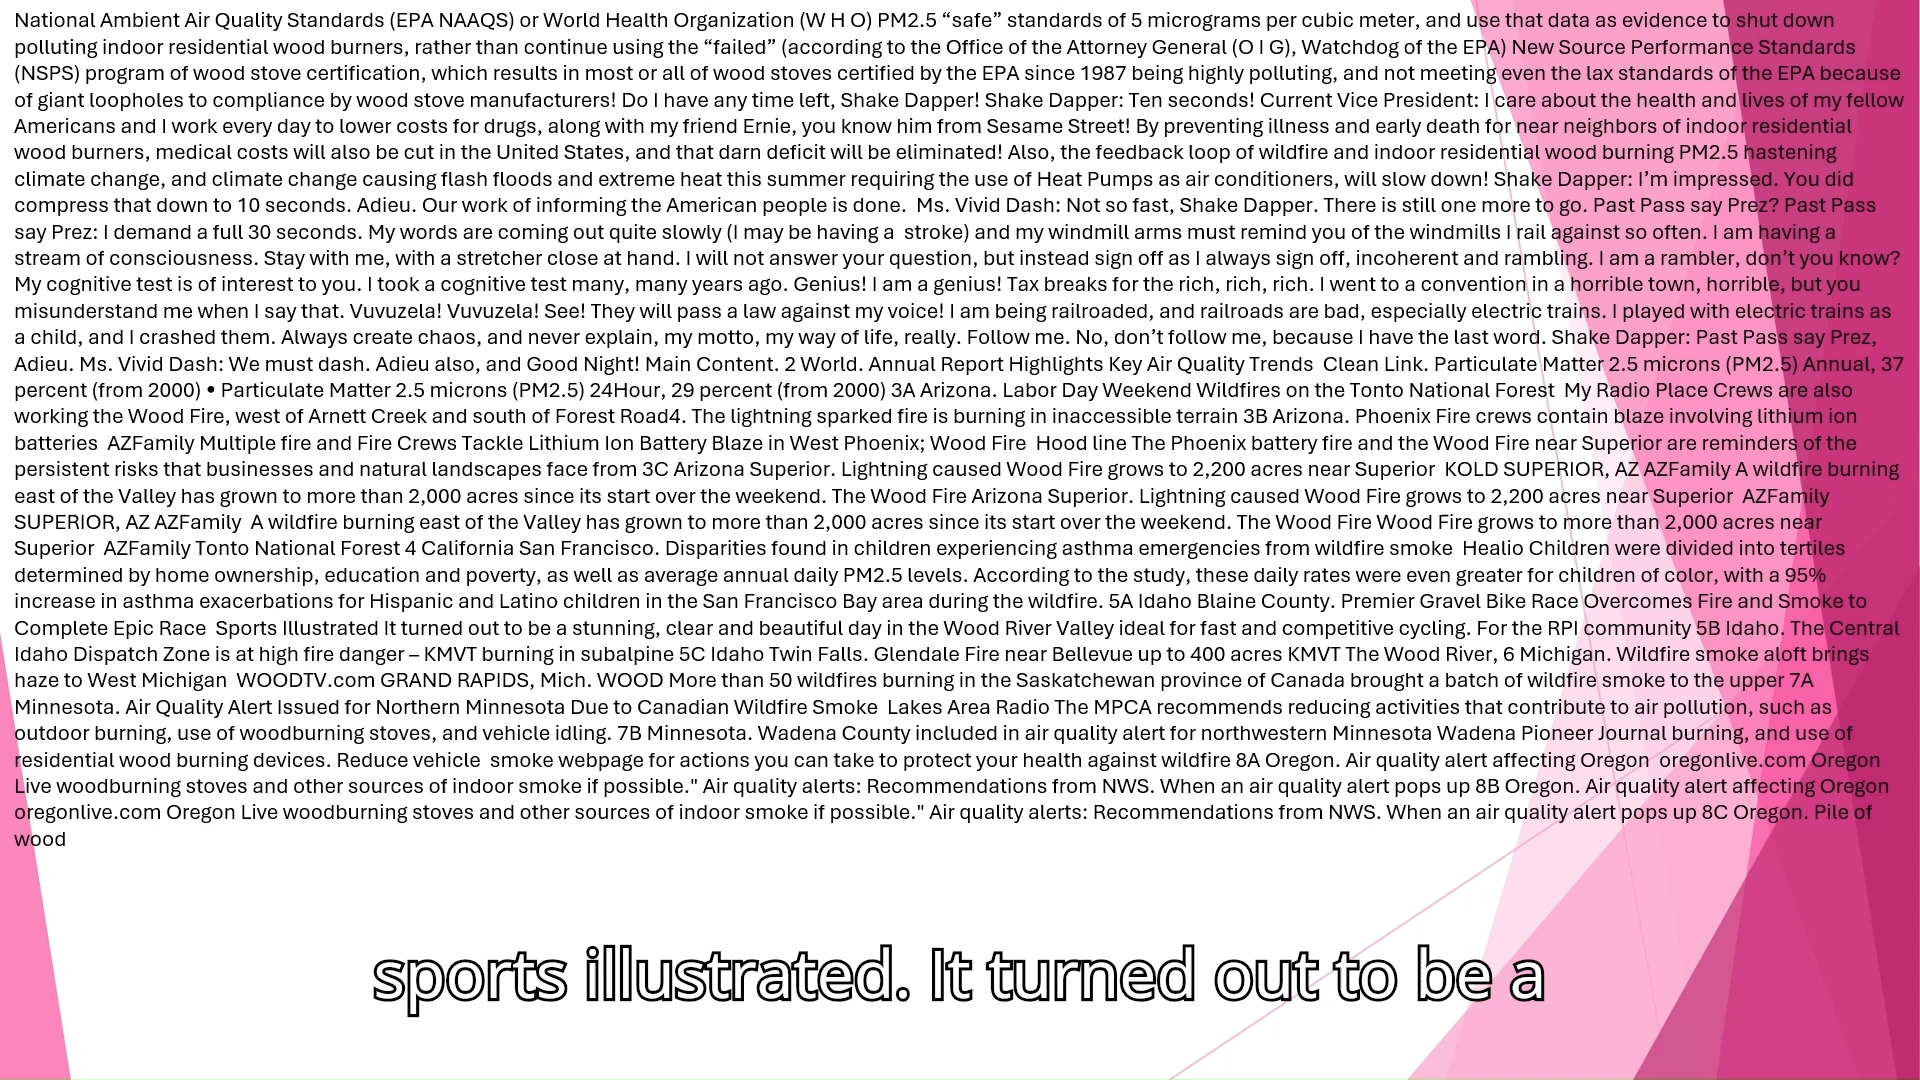 National Ambient Air Quality Standards (EPA NAAQS) or World Health Organization (W H O) PM2.5 “safe” standards of 5 micrograms per cubic meter, and use that data as evidence to shut down
polluting indoor residential wood burners, rather than continue using the “failed” (according to the Office of the Attorney General (O I G), Watchdog of the EPA) New Source Performance Standards
(NSPS) program of wood stove certification, which results in most or all of wood stoves certified by the EPA since 1987 being highly polluting, and not meeting even the lax standards of the EPA because
of giant loopholes to compliance by wood stove manufacturers! Do I have any time left, Shake Dapper! Shake Dapper: Ten seconds! Current Vice President: I care about the health and lives of my fellow
Americans and I work every day to lower costs for drugs, along with my friend Ernie, you know him from Sesame Street! By preventing illness and early death for near neighbors of indoor residential
wood burners, medical costs will also be cut in the United States, and that darn deficit will be eliminated! Also, the feedback loop of wildfire and indoor residential wood burning PM2.5 hastening
climate change, and climate change causing flash floods and extreme heat this summer requiring the use of Heat Pumps as air conditioners, will slow down! Shake Dapper: I’m impressed. You did
compress that down to 10 seconds. Adieu. Our work of informing the American people is done.  Ms. Vivid Dash: Not so fast, Shake Dapper. There is still one more to go. Past Pass say Prez? Past Pass
say Prez: I demand a full 30 seconds. My words are coming out quite slowly (I may be having a  stroke) and my windmill arms must remind you of the windmills I rail against so often. I am having a
stream of consciousness. Stay with me, with a stretcher close at hand. I will not answer your question, but instead sign off as I always sign off, incoherent and rambling. I am a rambler, don’t you know?
My cognitive test is of interest to you. I took a cognitive test many, many years ago. Genius! I am a genius! Tax breaks for the rich, rich, rich. I went to a convention in a horrible town, horrible, but you
misunderstand me when I say that. Vuvuzela! Vuvuzela! See! They will pass a law against my voice! I am being railroaded, and railroads are bad, especially electric trains. I played with electric trains as
a child, and I crashed them. Always create chaos, and never explain, my motto, my way of life, really. Follow me. No, don’t follow me, because I have the last word. Shake Dapper: Past Pass say Prez,
Adieu. Ms. Vivid Dash: We must dash. Adieu also, and Good Night! Main Content. 2 World. Annual Report Highlights Key Air Quality Trends  Clean Link. Particulate Matter 2.5 microns (PM2.5) Annual, 37
percent (from 2000) • Particulate Matter 2.5 microns (PM2.5) 24Hour, 29 percent (from 2000) 3A Arizona. Labor Day Weekend Wildfires on the Tonto National Forest  My Radio Place Crews are also
working the Wood Fire, west of Arnett Creek and south of Forest Road4. The lightning sparked fire is burning in inaccessible terrain 3B Arizona. Phoenix Fire crews contain blaze involving lithium ion
batteries  AZFamily Multiple fire and Fire Crews Tackle Lithium Ion Battery Blaze in West Phoenix; Wood Fire  Hood line The Phoenix battery fire and the Wood Fire near Superior are reminders of the
persistent risks that businesses and natural landscapes face from 3C Arizona Superior. Lightning caused Wood Fire grows to 2,200 acres near Superior  KOLD SUPERIOR, AZ AZFamily A wildfire burning
east of the Valley has grown to more than 2,000 acres since its start over the weekend. The Wood Fire Arizona Superior. Lightning caused Wood Fire grows to 2,200 acres near Superior  AZFamily
SUPERIOR, AZ AZFamily  A wildfire burning east of the Valley has grown to more than 2,000 acres since its start over the weekend. The Wood Fire Wood Fire grows to more than 2,000 acres near
Superior  AZFamily Tonto National Forest 4 California San Francisco. Disparities found in children experiencing asthma emergencies from wildfire smoke  Healio Children were divided into tertiles
determined by home ownership, education and poverty, as well as average annual daily PM2.5 levels. According to the study, these daily rates were even greater for children of color, with a 95%
increase in asthma exacerbations for Hispanic and Latino children in the San Francisco Bay area during the wildfire. 5A Idaho Blaine County. Premier Gravel Bike Race Overcomes Fire and Smoke to
Complete Epic Race  Sports Illustrated It turned out to be a stunning, clear and beautiful day in the Wood River Valley ideal for fast and competitive cycling. For the RPI community 5B Idaho. The Central
Idaho Dispatch Zone is at high fire danger – KMVT burning in subalpine 5C Idaho Twin Falls. Glendale Fire near Bellevue up to 400 acres KMVT The Wood River, 6 Michigan. Wildfire smoke aloft brings
haze to West Michigan  WOODTV.com GRAND RAPIDS, Mich. WOOD More than 50 wildfires burning in the Saskatchewan province of Canada brought a batch of wildfire smoke to the upper 7A
Minnesota. Air Quality Alert Issued for Northern Minnesota Due to Canadian Wildfire Smoke  Lakes Area Radio The MPCA recommends reducing activities that contribute to air pollution, such as
outdoor burning, use of woodburning stoves, and vehicle idling. 7B Minnesota. Wadena County included in air quality alert for northwestern Minnesota Wadena Pioneer Journal burning, and use of
residential wood burning devices. Reduce vehicle  smoke webpage for actions you can take to protect your health against wildfire 8A Oregon. Air quality alert affecting Oregon  oregonlive.com Oregon
Live woodburning stoves and other sources of indoor smoke if possible." Air quality alerts: Recommendations from NWS. When an air quality alert pops up 8B Oregon. Air quality alert affecting Oregon
oregonlive.com Oregon Live woodburning stoves and other sources of indoor smoke if possible." Air quality alerts: Recommendations from NWS. When an air quality alert pops up 8C Oregon. Pile of
wood
sports illustrated. It turned out to be a